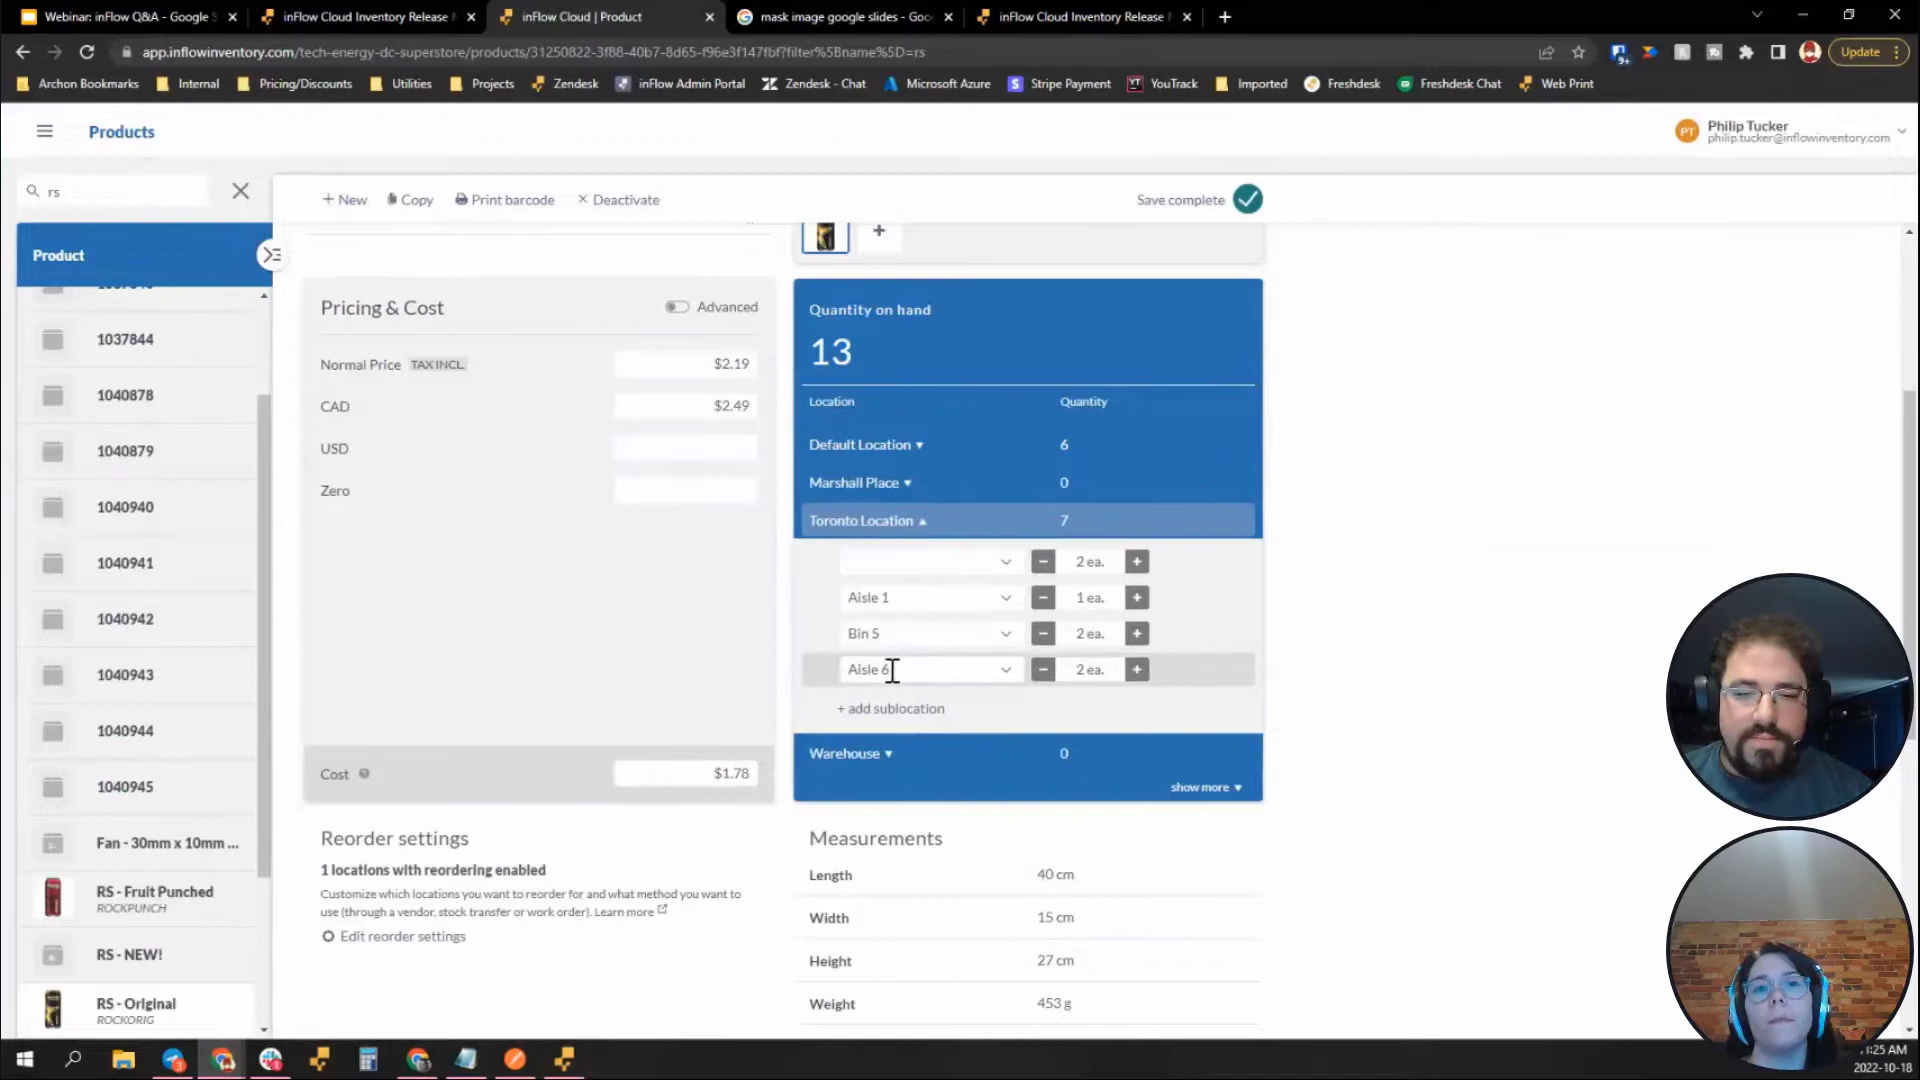 Webinar: inFlow Q&A - Google S
inFlow Cloud Inventory Release
inFlow Cloud | Product
mask image google slides - Goo
inFlow Cloud Inventory Release
app.inflowinventory.com/tech-energy-dc-superstore/products/31250822-3f88-40b7-8d65-f96e3f147fbf?filter%5Bname%5D=rs
9+
Update
Archon Bookmarks
Internal
Pricing/Discounts
Utilities
Projects
Zendesk
inFlow Admin Portal
Zendesk - Chat
Microsoft Azure
Stripe Payment
YouTrack
Imported
Freshdesk
Freshdesk Chat
Web Print
Products
PT
Philip Tucker
philip.tucker@inflowinventory.com
rs
+ New
Copy
Print barcode
× Deactivate
Save complete
Product
1037844
1040878
1040879
1040940
1040941
1040942
1040943
1040944
1040945
Fan - 30mm x 10mm ...
RS - Fruit Punched
ROCKPUNCH
RS - NEW!
RS - Original
ROCKORIG
Pricing & Cost
Advanced
Normal Price TAX INCL.
$2.19
CAD
$2.49
USD
Zero
Cost
$1.78
Reorder settings
1 locations with reordering enabled
Customize which locations you want to reorder for and what method you want to
use (through a vendor, stock transfer or work order). Learn more
Edit reorder settings
Quantity on hand
13
Location
Quantity
Default Location
6
Marshall Place
0
Toronto Location
7
2 ea.
Aisle 1
1 ea.
Bin 5
2 ea.
Aisle 6
2 ea.
+ add sublocation
Warehouse
0
show more
Measurements
Length
40 cm
Width
15 cm
Height
27 cm
Weight
453 g
11:25 AM
2022-10-18